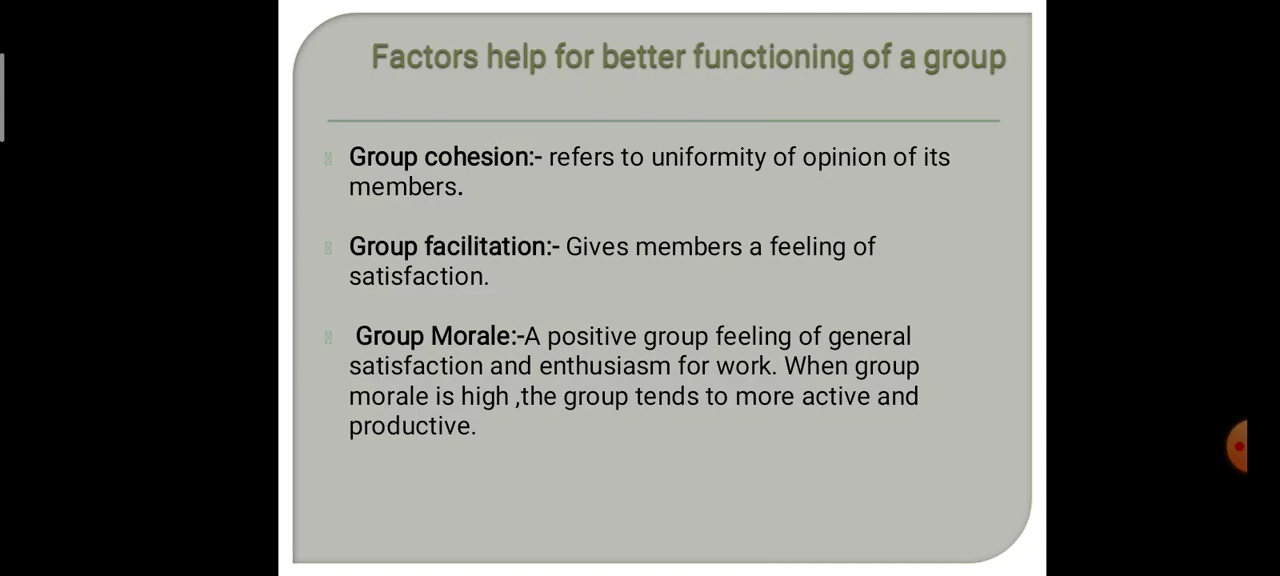 Factors help for better functioning of a group
Group cohesion:- refers to uniformity of opinion of its
members.
Group facilitation:- Gives members a feeling of
satisfaction.
Group Morale:-A positive group feeling of general
satisfaction and enthusiasm for work. When group
morale is high ,the group tends to more active and
productive.